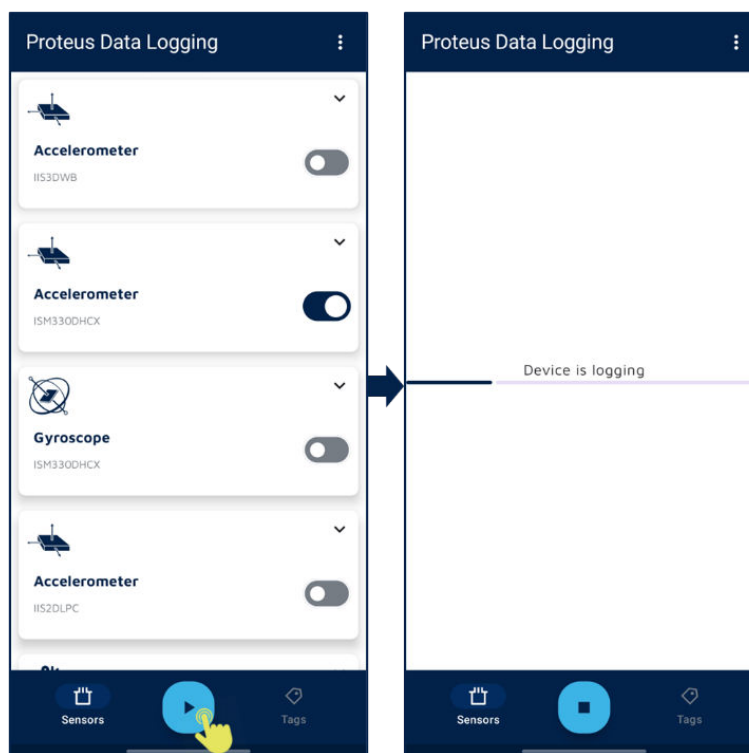 Proteus Data Logging
Accelerometer
IIS3DWB
Accelerometer
ISM330DHCX
Gyroscope
ISM330DHCX
Accelerometer
IIS2DLPC
Sensors
Tags
Proteus Data Logging
Device is logging
Sensors
Tags